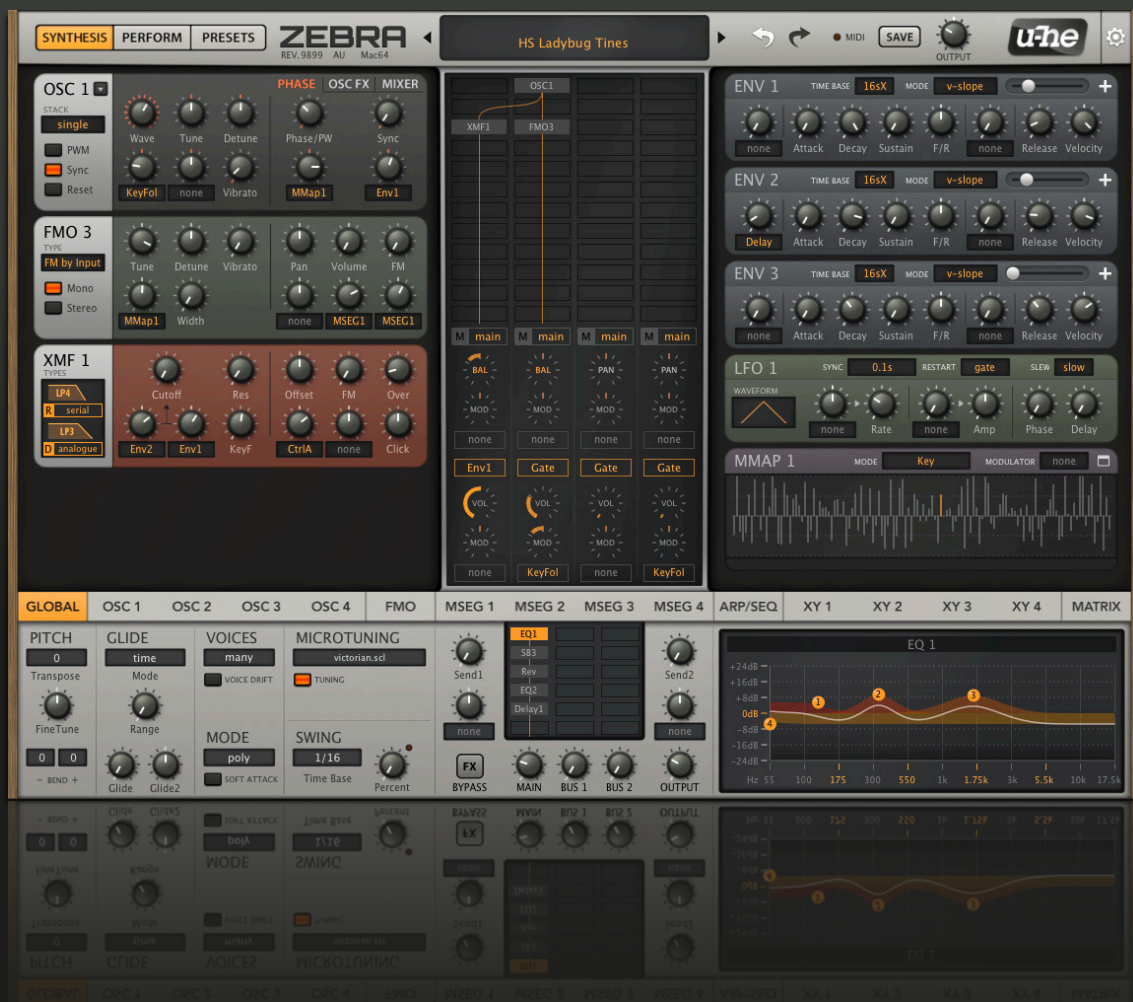 SYNTHESIS PERFORM PRESETS ZEBRA HS Ladybug Tines MIDI SAVE OUTPUT u-he
REV.9899 AU Mac64
OSC 1 PHASE OSC FX MIXER
STACK
single
PWM
Sync
Reset
Wave Tune Detune Phase/PW Sync
KeyFol none Vibrato MMap1 Env1
FMO 3
TYPE
FM by Input
Mono
Stereo
Tune Detune Vibrato Pan Volume FM
MMap1 Width none MSEG1 MSEG1
XMF 1
TYPES
LP4
R serial
LP3
D analogue
Cutoff Res Offset FM Over
Env2 Env1 KeyF CtrlA none Click
OSC1
XMF1 FMO3
M main M main M main M main
BAL BAL PAN PAN
MOD MOD MOD MOD
none none none none
Env1 Gate Gate Gate
VOL VOL VOL VOL
MOD MOD MOD MOD
none KeyFol none KeyFol
ENV 1 TIME BASE 16sX MODE v-slope +
none Attack Decay Sustain F/R none Release Velocity
ENV 2 TIME BASE 16sX MODE v-slope +
Delay Attack Decay Sustain F/R none Release Velocity
ENV 3 TIME BASE 16sX MODE v-slope +
none Attack Decay Sustain F/R none Release Velocity
LFO 1 SYNC 0.1s RESTART gate SLEW slow
WAVEFORM
none Rate none Amp Phase Delay
MMAP 1 MODE Key MODULATOR none
GLOBAL OSC 1 OSC 2 OSC 3 OSC 4 FMO MSEG 1 MSEG 2 MSEG 3 MSEG 4 ARP/SEQ XY 1 XY 2 XY 3 XY 4 MATRIX
PITCH
0
Transpose
FineTune
0 0
- BEND +
GLIDE
time
Mode
Range
Glide Glide2
VOICES
many
VOICE DRIFT
MODE
poly
SOFT ATTACK
MICROTUNING
victorian.scl
TUNING
SWING
1/16
Time Base Percent
Send1
none
FX
BYPASS
EQ1
SB3
Rev
EQ2
Delay1
MAIN BUS 1 BUS 2
Send2
none
OUTPUT
EQ 1
+24dB
+16dB
+8dB
0dB
-8dB
-16dB
-24dB
1 2 3 4
Hz 55 100 175 300 550 1k 1.75k 3k 5.5k 10k 17.5k